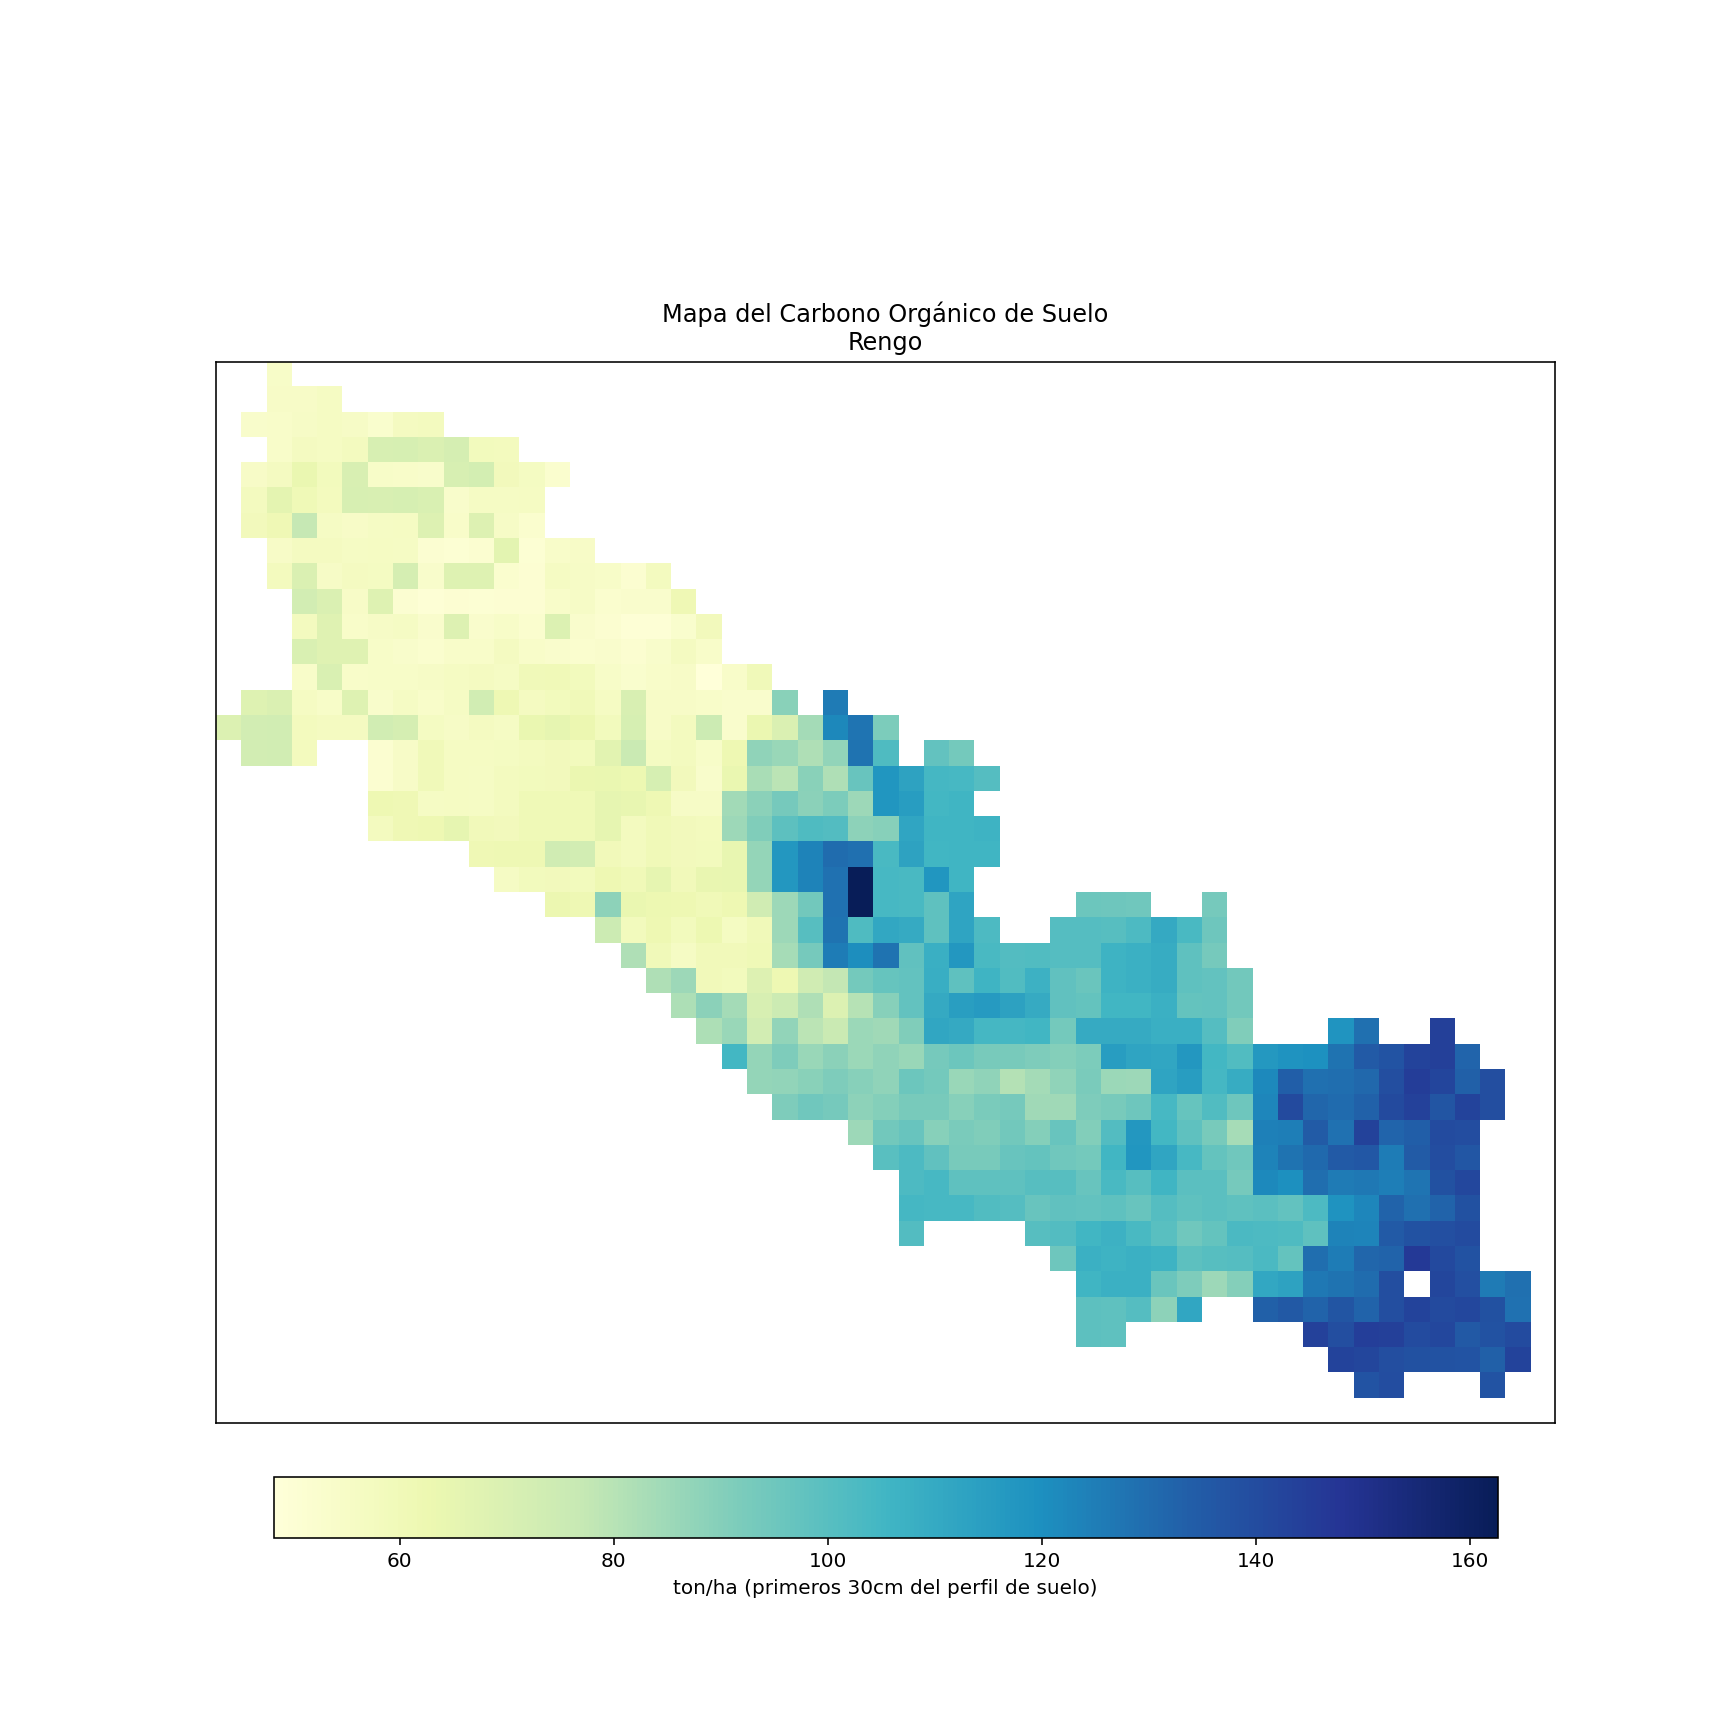 Mapa del Carbono Orgánico de Suelo
Rengo
60 80 100 120 140 160
ton/ha (primeros 30cm del perfil de suelo)